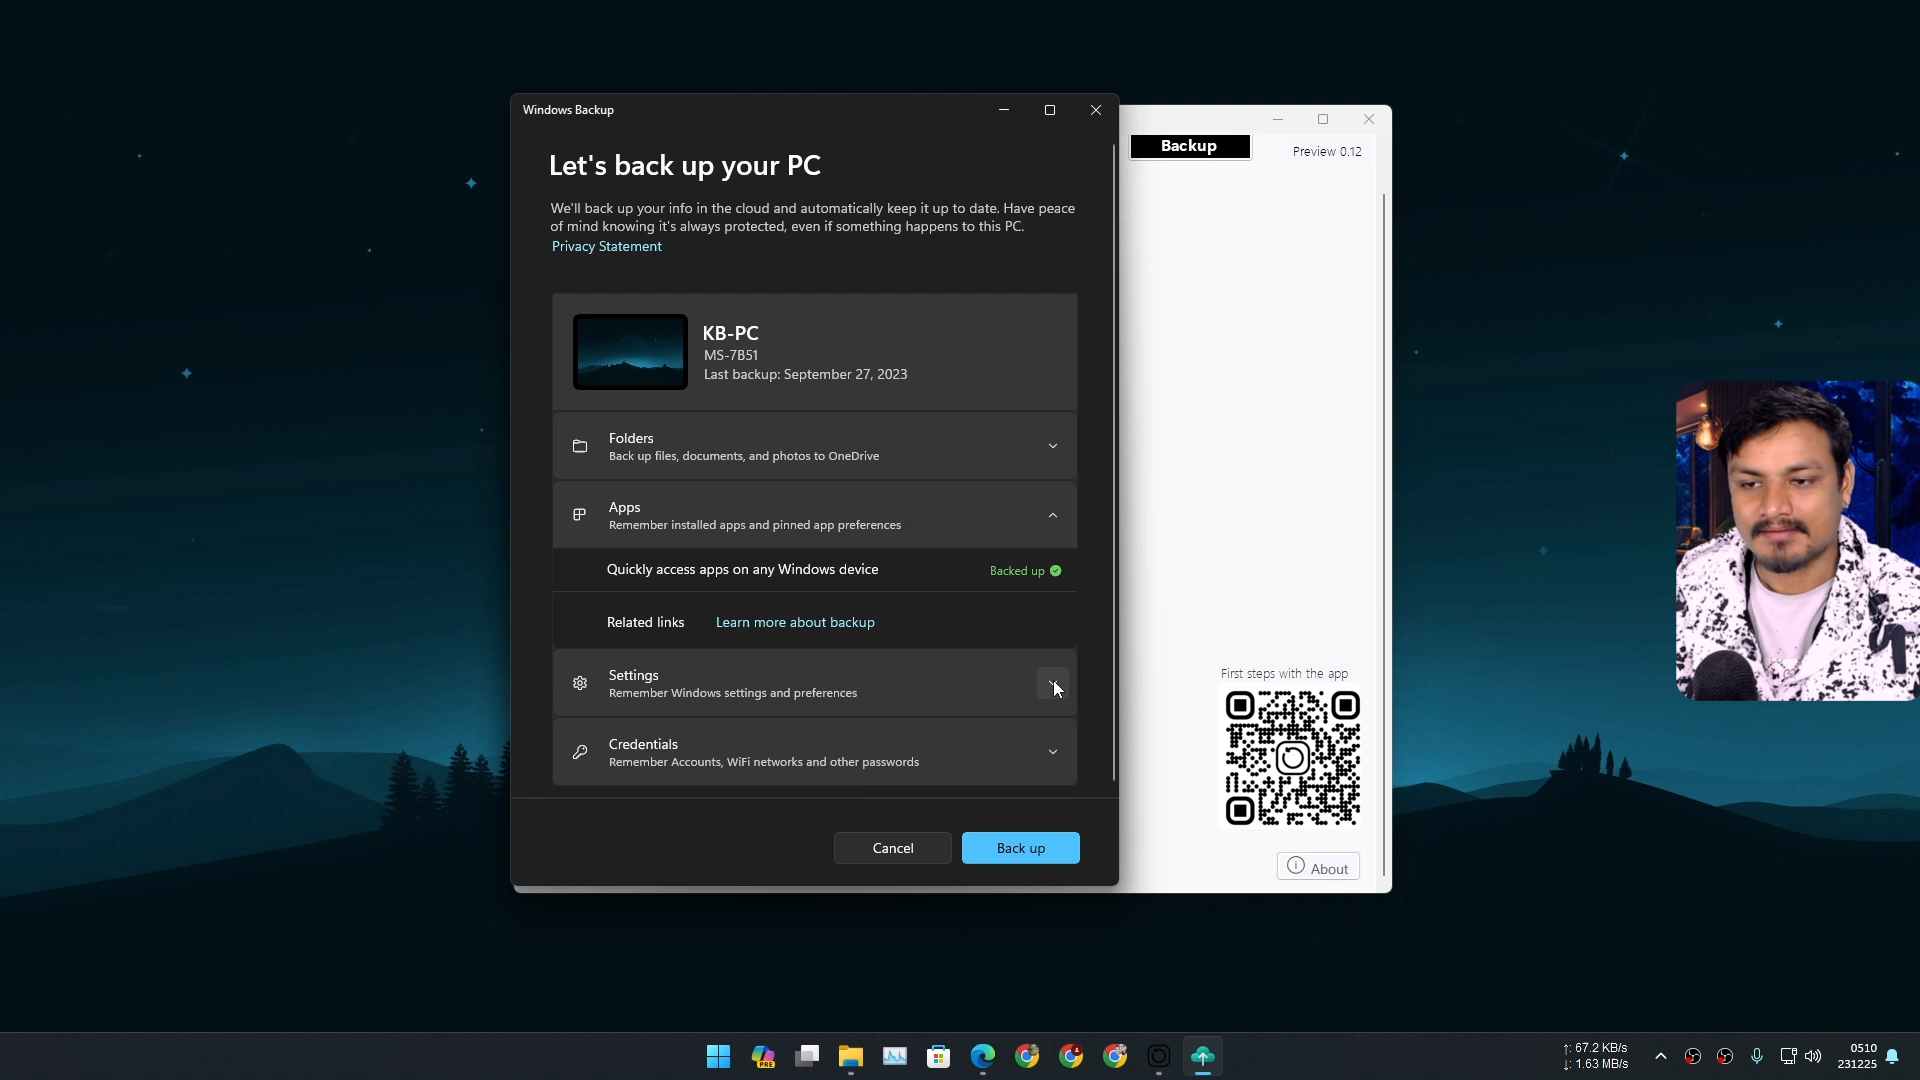 Windows Backup
Let's back up your PC
We'll back up your info in the cloud and automatically keep it up to date. Have peace
of mind knowing it's always protected, even if something happens to this PC.
Privacy Statement
KB-PC
MS-7B51
Last backup: September 27, 2023
Folders
Back up files, documents, and photos to OneDrive
Apps
Remember installed apps and pinned app preferences
Quickly access apps on any Windows device
Backed up
Related links
Learn more about backup
Settings
Remember Windows settings and preferences
Credentials
Remember Accounts, WiFi networks and other passwords
Cancel
Back up
Backup
Preview 0.12
First steps with the app
About
PRE
↑: 67.2 KB/s
↓: 1.63 MB/s
0510
231225